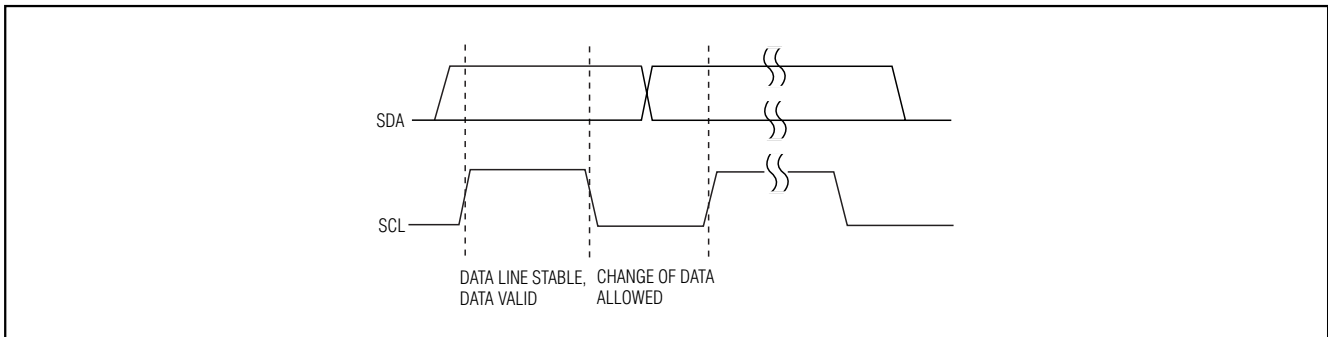 SDA
SCL
DATA LINE STABLE,
DATA VALID
CHANGE OF DATA
ALLOWED